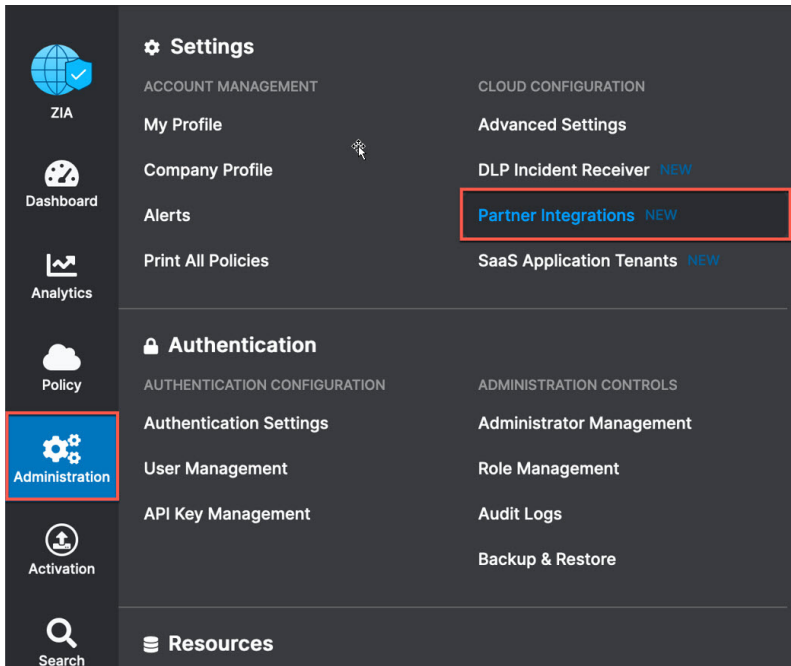 ZIA
Dashboard
Analytics
Policy
Administration
Activation
Search
Settings
ACCOUNT MANAGEMENT
My Profile
Company Profile
Alerts
Print All Policies
CLOUD CONFIGURATION
Advanced Settings
DLP Incident Receiver NEW
Partner Integrations NEW
SaaS Application Tenants NEW
Authentication
AUTHENTICATION CONFIGURATION
Authentication Settings
User Management
API Key Management
ADMINISTRATION CONTROLS
Administrator Management
Role Management
Audit Logs
Backup & Restore
Resources